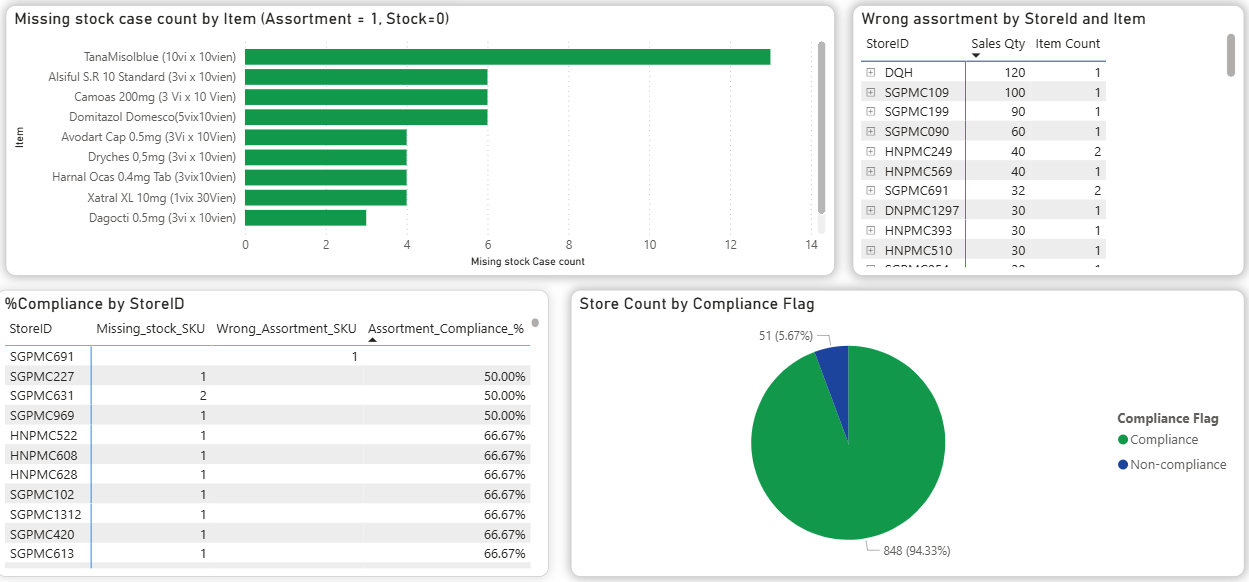 Missing stock case count by Item (Assortment = 1, Stock=0)
Item
TanaMisolblue (10vi x 10vien)
Alsiful S.R 10 Standard (3vi x 10vien)
Camoas 200mg (3 Vi x 10 Vien)
Domitazol Domesco(5vix10vien)
Avodart Cap 0.5mg (3Vi x 10Vien)
Dryches 0,5mg (3vi x 10vien)
Harnal Ocas 0.4mg Tab (3vix10vien)
Xatral XL 10mg (1vix 30Vien)
Dagocti 0.5mg (3vi x 10vien)
0 2 4 6 8 10 12 14
Mising stock Case count
Wrong assortment by StoreId and Item
StoreID Sales Qty Item Count
DQH 120 1
SGPMC109 100 1
SGPMC199 90 1
SGPMC090 60 1
HNPMC249 40 2
HNPMC569 40 1
SGPMC691 32 2
DNPMC1297 30 1
HNPMC393 30 1
HNPMC510 30 1
%Compliance by StoreID
StoreID Missing_stock_SKU Wrong_Assortment_SKU Assortment_Compliance_%
SGPMC691 1
SGPMC227 1 50.00%
SGPMC631 2 50.00%
SGPMC969 1 50.00%
HNPMC522 1 66.67%
HNPMC608 1 66.67%
HNPMC628 1 66.67%
SGPMC102 1 66.67%
SGPMC1312 1 66.67%
SGPMC420 1 66.67%
SGPMC613 1 66.67%
Store Count by Compliance Flag
51 (5.67%)
848 (94.33%)
Compliance Flag
Compliance
Non-compliance